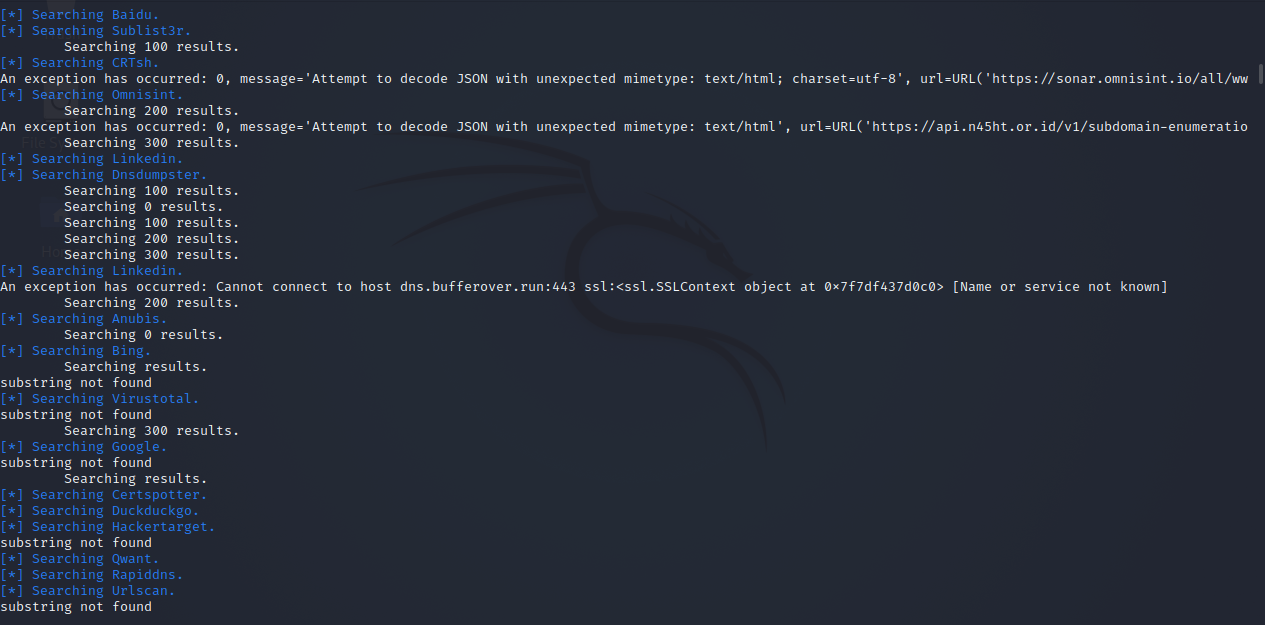 [*] Searching Baidu.
[*] Searching Sublist3r.
Searching 100 results.
[*] Searching CRTsh.
An exception has occurred: 0, message='Attempt to decode JSON with unexpected mimetype: text/html; charset=utf-8', url=URL('https://sonar.omnisint.io/all/ww
[*] Searching Omnisint.
Searching 200 results.
An exception has occurred: 0, message='Attempt to decode JSON with unexpected mimetype: text/html', url=URL('https://api.n45ht.or.id/v1/subdomain-enumeratio
Searching 300 results.
[*] Searching Linkedin.
[*] Searching Dnsdumpster.
Searching 100 results.
Searching 0 results.
Searching 100 results.
Searching 200 results.
Searching 300 results.
[*] Searching Linkedin.
An exception has occurred: Cannot connect to host dns.bufferover.run:443 ssl:<ssl.SSLContext object at 0×7f7df437d0c0> [Name or service not known]
Searching 200 results.
[*] Searching Anubis.
Searching 0 results.
[*] Searching Bing.
Searching results.
substring not found
[*] Searching Virustotal.
substring not found
Searching 300 results.
[*] Searching Google.
substring not found
Searching results.
[*] Searching Certspotter.
[*] Searching Duckduckgo.
[*] Searching Hackertarget.
substring not found
[*] Searching Qwant.
[*] Searching Rapiddns.
[*] Searching Urlscan.
substring not found